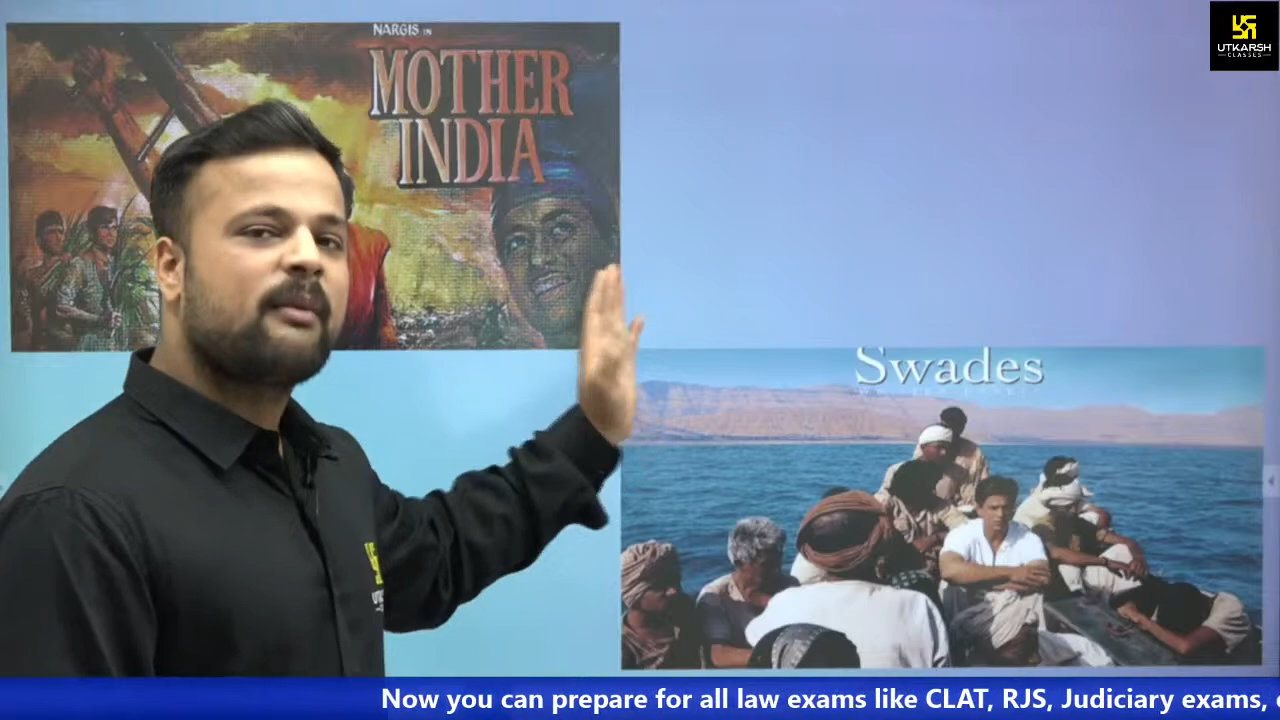 NARGIS IN
MOTHER
INDIA
UTKARSH
CLASSES
Swades
Now you can prepare for all law exams like CLAT, RJS, Judiciary exams,